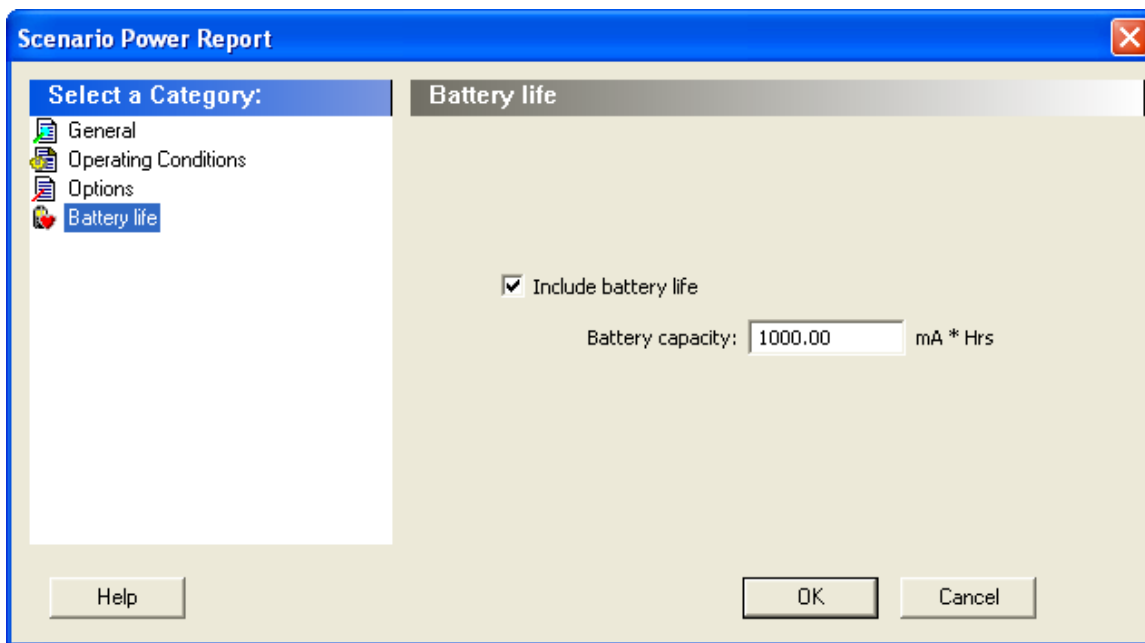 Scenario Power Report
Select a Category:
General
Operating Conditions
Options
Battery life
Battery life
Include battery life
Battery capacity: 1000.00 mA * Hrs
Help
OK
Cancel